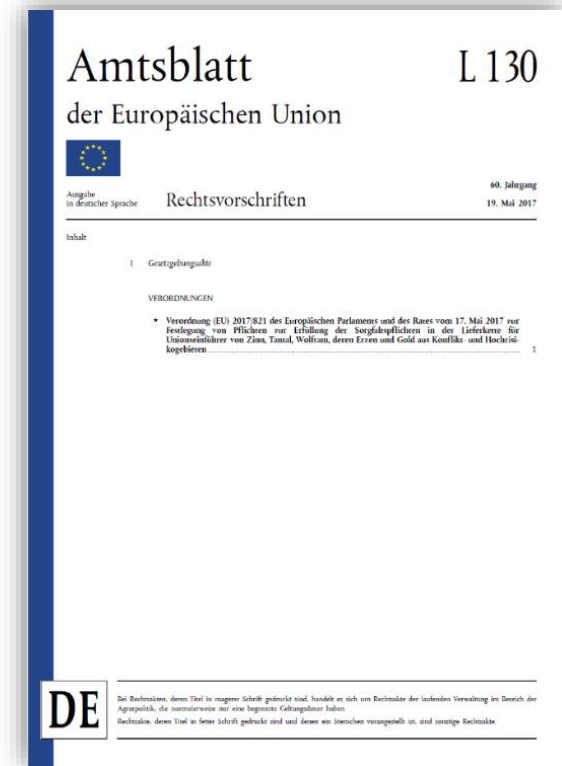 Amtsblatt L 130
der Europäischen Union
Ausgabe
in deutscher Sprache
Rechtsvorschriften
60. Jahrgang
19. Mai 2017
Inhalt
I Gesetzgebungsakte
VERORDNUNGEN
★ Verordnung (EU) 2017/821 des Europäischen Parlaments und des Rates vom 17. Mai 2017 zur
Festlegung von Pflichten zur Erfüllung der Sorgfaltspflichten in der Lieferkette für
Unionseinführer von Zinn, Tantal, Wolfram, deren Erzen und Gold aus Konflikt- und Hochrisi-
kogebieten 1
DE
Bei Rechtsakten, deren Titel in magerer Schrift gedruckt sind, handelt es sich um Rechtsakte der laufenden Verwaltung im Bereich der
Agrarpolitik, die normalerweise nur eine begrenzte Geltungsdauer haben.
Rechtsakte, deren Titel in fetter Schrift gedruckt sind und denen ein Sternchen vorangestellt ist, sind sonstige Rechtsakte.